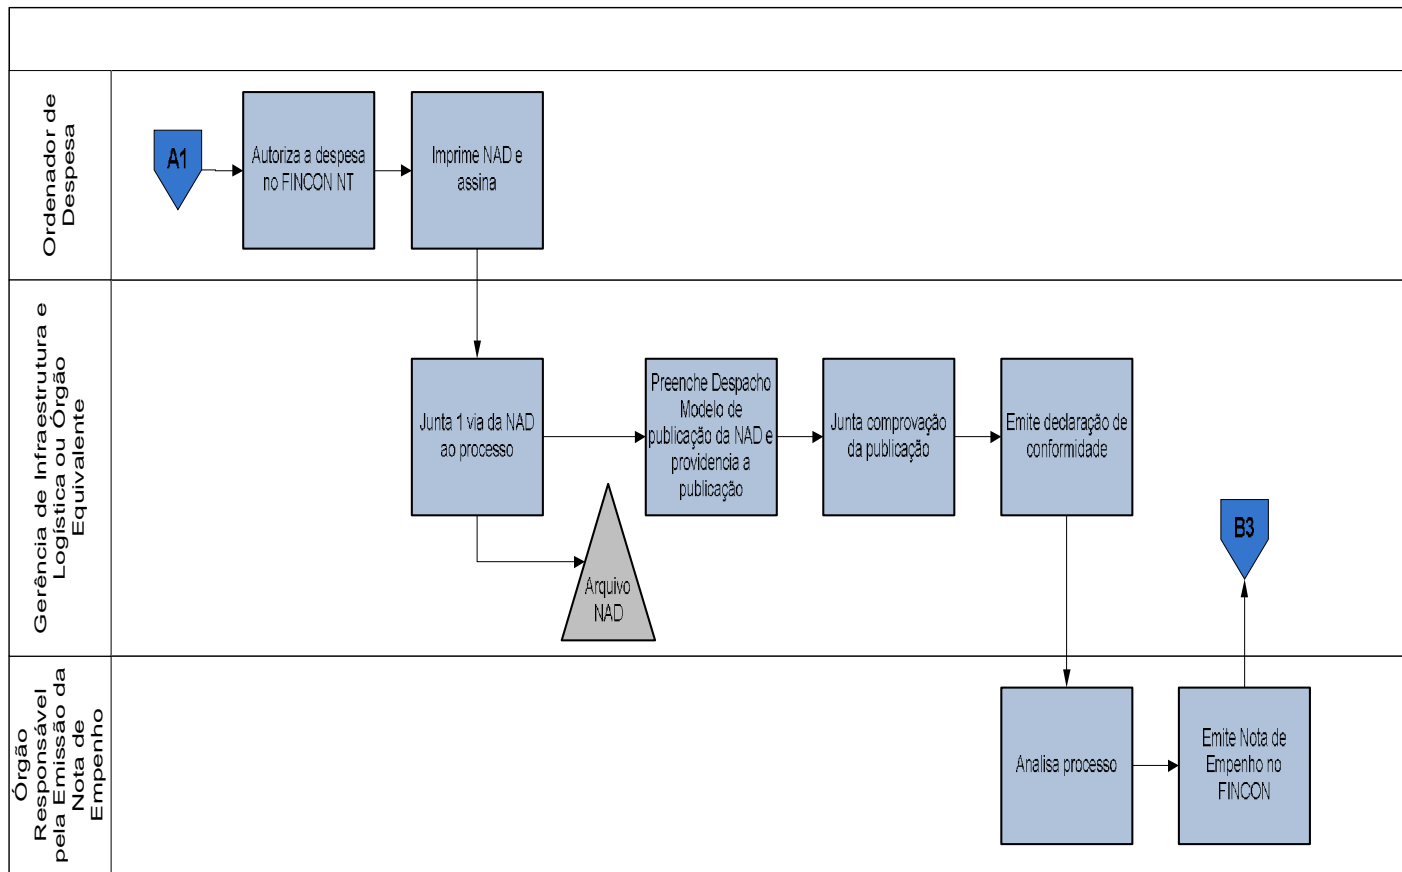 Ordenador de
Despesa
A1
Autoriza a despesa
no FINCON NT
Imprime NAD e
assina
Gerência de Infraestrutura e
Logística ou Órgão
Equivalente
Junta 1 via da NAD
ao processo
Preenche Despacho
Modelo de
publicação da NAD e
providencia a
publicação
Junta comprovação
da publicação
Emite declaração de
conformidade
Arquivo
NAD
B3
Órgão
Responsável
pela Emissão da
Nota de
Empenho
Analisa processo
Emite Nota de
Empenho no
FINCON